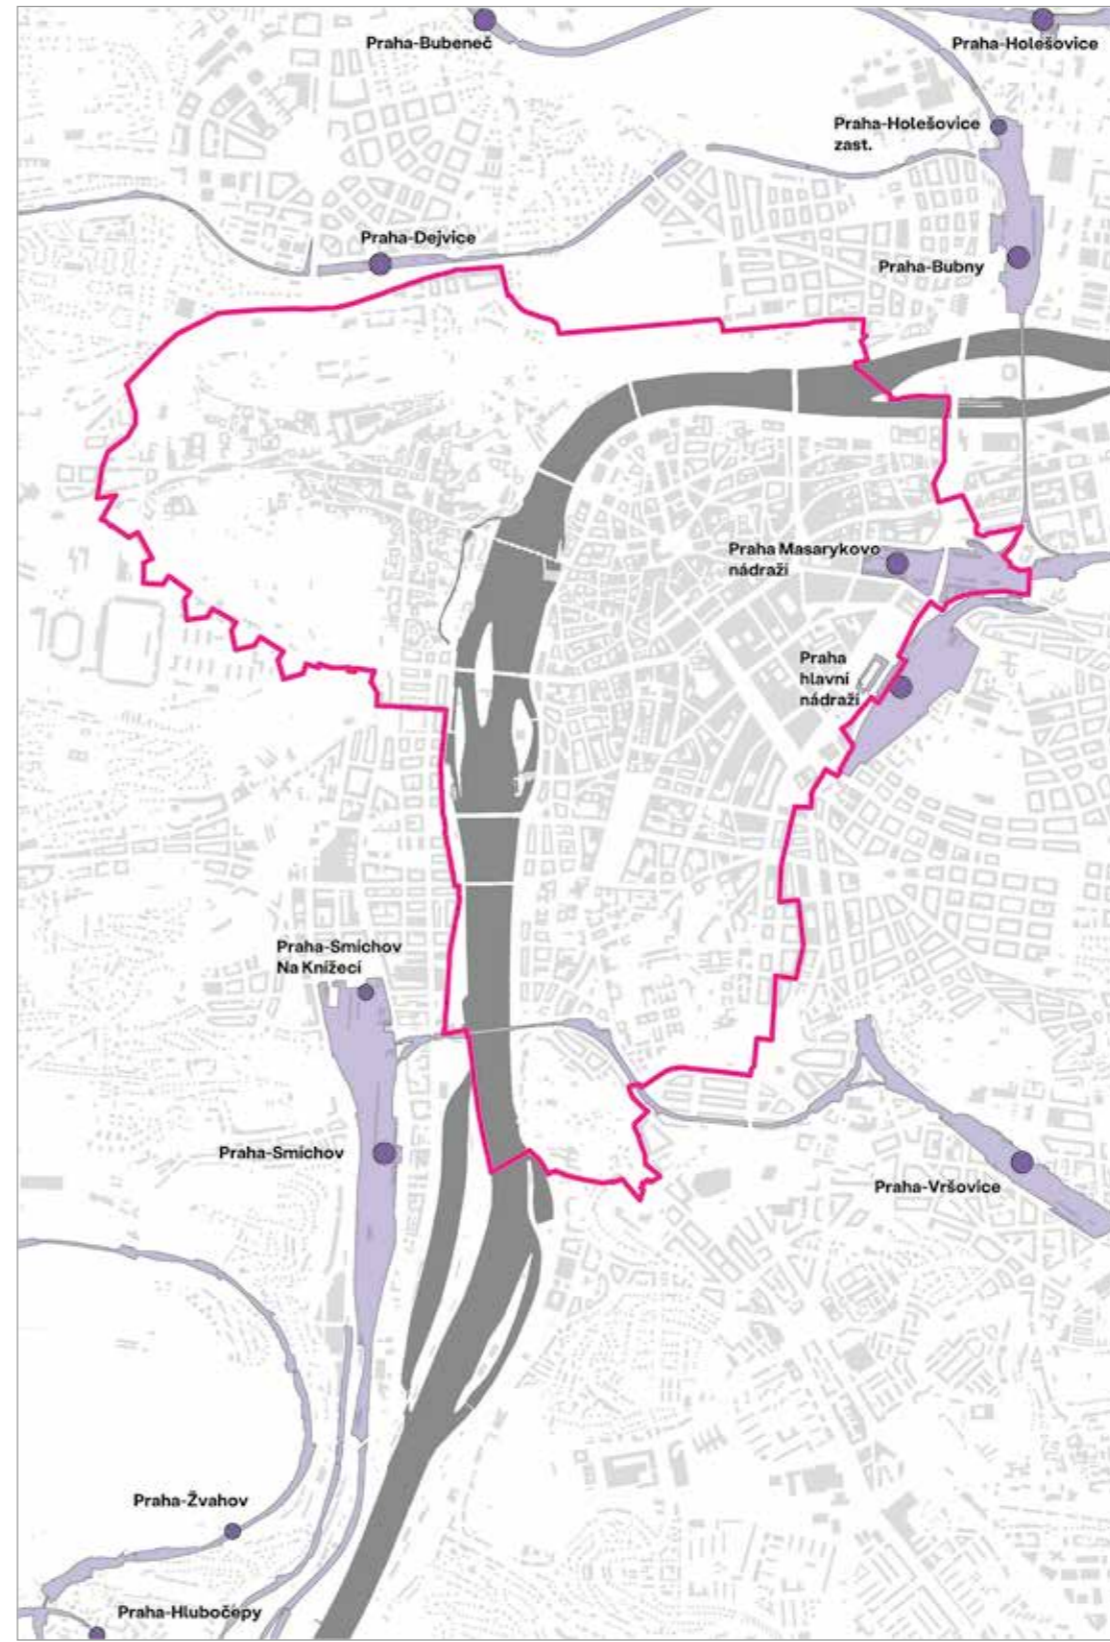 Praha-Bubeneč
Praha-Holešovice
Praha-Holešovice
zast.
Praha-Dejvice
Praha-Bubny
Praha Masarykovo
nádraží
Praha
hlavní
nádraží
Praha-Smíchov
Na Knížecí
Praha-Smíchov
Praha-Vršovice
Praha-Žvahov
Praha-Hlubočepy